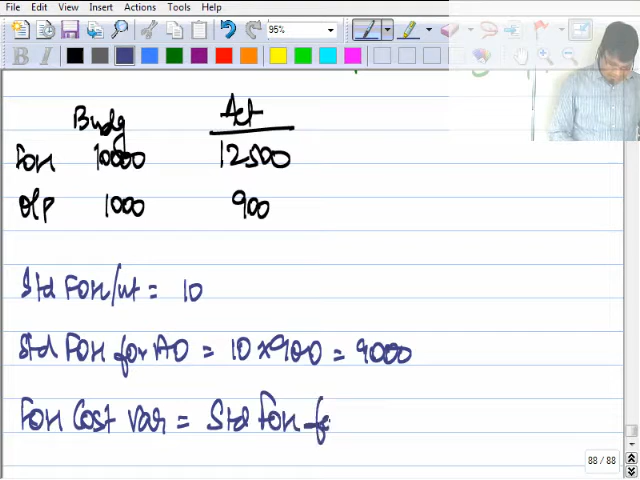 File Edit View Insert Actions Tools Help
95%
B I
Budg Act
FOH 10000 12500
O/P 1000 900
Std FOH/ut = 10
Std FOH for AO = 10 x 900 = 9000
FOH Cost Var = Std FOH fo
88 / 88